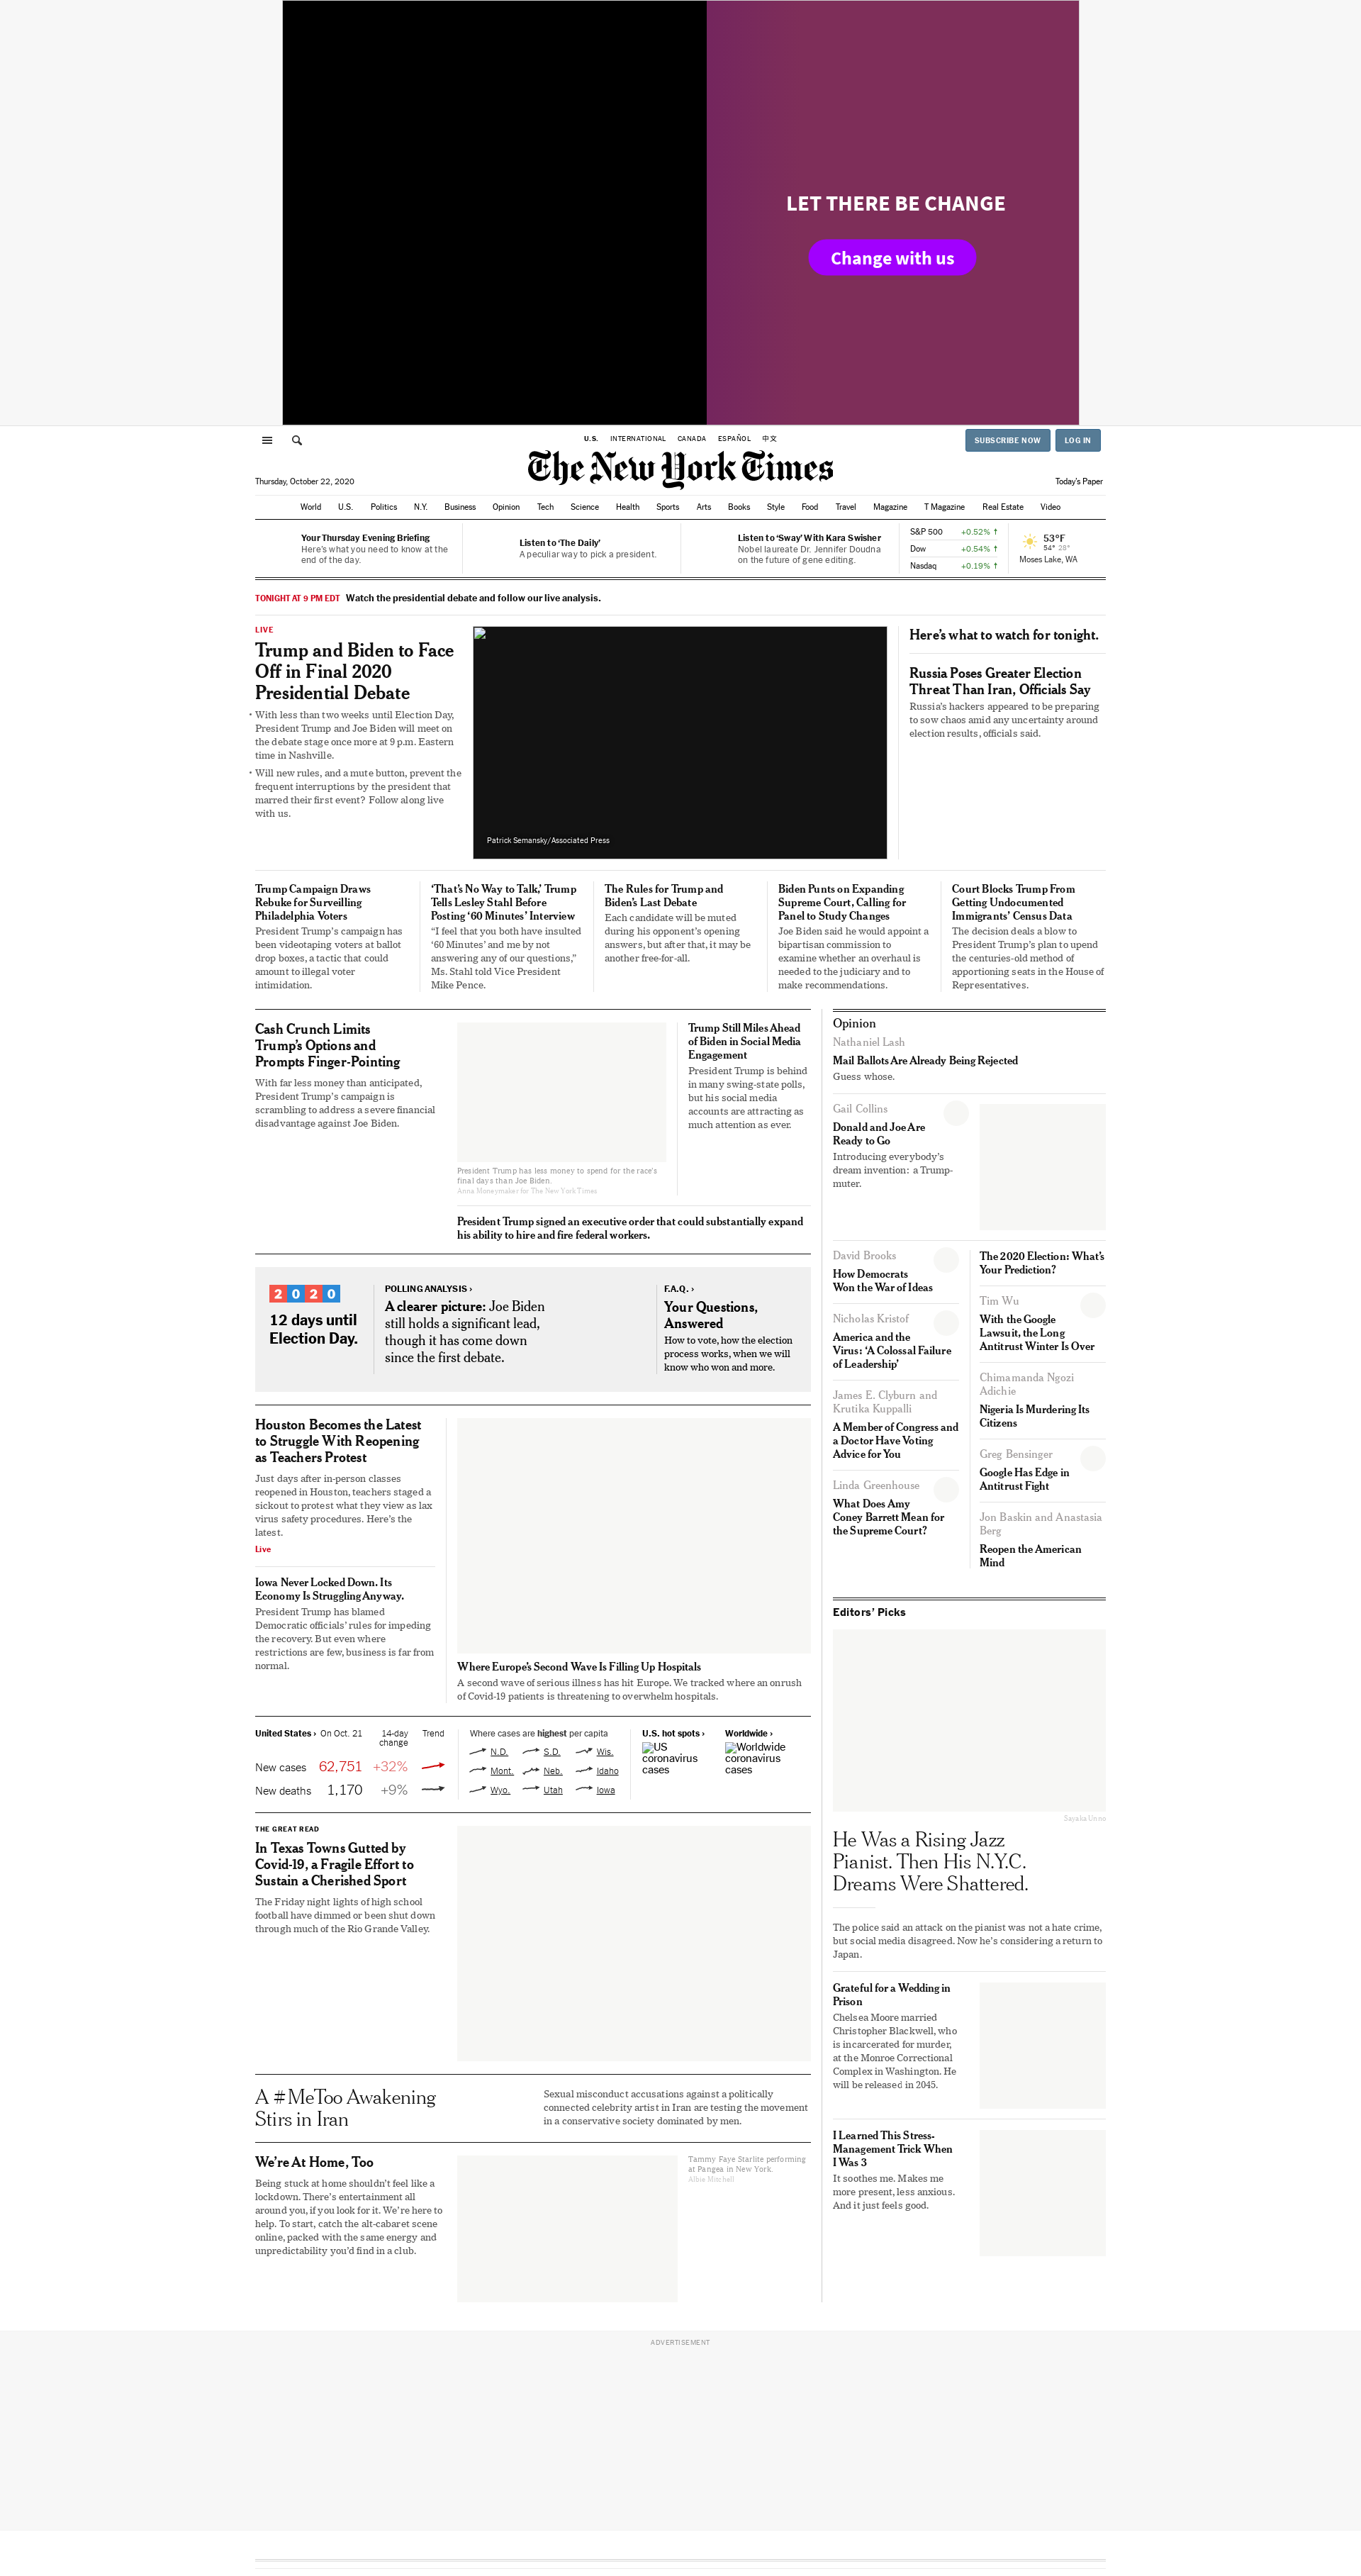 LET THERE BE CHANGE
Change with us
U.S. INTERNATIONAL CANADA ESPAÑOL 中文
SUBSCRIBE NOW LOG IN
The New York Times
Thursday, October 22, 2020
Today's Paper
World U.S. Politics N.Y. Business Opinion Tech Science Health Sports Arts Books Style Food Travel Magazine T Magazine Real Estate Video
Your Thursday Evening Briefing
Here's what you need to know at the
end of the day.
Listen to 'The Daily'
A peculiar way to pick a president.
Listen to 'Sway' With Kara Swisher
Nobel laureate Dr. Jennifer Doudna
on the future of gene editing.
S&P 500 +0.52% ↑
Dow +0.54% ↑
Nasdaq +0.19% ↑
53°F
54° 28°
Moses Lake, WA
TONIGHT AT 9 PM EDT Watch the presidential debate and follow our live analysis.
LIVE
Trump and Biden to Face
Off in Final 2020
Presidential Debate
• With less than two weeks until Election Day,
President Trump and Joe Biden will meet on
the debate stage once more at 9 p.m. Eastern
time in Nashville.
• Will new rules, and a mute button, prevent the
frequent interruptions by the president that
marred their first event? Follow along live
with us.
Patrick Semansky/Associated Press
Here's what to watch for tonight.
Russia Poses Greater Election
Threat Than Iran, Officials Say
Russia's hackers appeared to be preparing
to sow chaos amid any uncertainty around
election results, officials said.
Trump Campaign Draws
Rebuke for Surveilling
Philadelphia Voters
President Trump's campaign has
been videotaping voters at ballot
drop boxes, a tactic that could
amount to illegal voter
intimidation.
'That's No Way to Talk,' Trump
Tells Lesley Stahl Before
Posting '60 Minutes' Interview
"I feel that you both have insulted
'60 Minutes' and me by not
answering any of our questions,"
Ms. Stahl told Vice President
Mike Pence.
The Rules for Trump and
Biden's Last Debate
Each candidate will be muted
during his opponent's opening
answers, but after that, it may be
another free-for-all.
Biden Punts on Expanding
Supreme Court, Calling for
Panel to Study Changes
Joe Biden said he would appoint a
bipartisan commission to
examine whether an overhaul is
needed to the judiciary and to
make recommendations.
Court Blocks Trump From
Getting Undocumented
Immigrants' Census Data
The decision deals a blow to
President Trump's plan to upend
the centuries-old method of
apportioning seats in the House of
Representatives.
Cash Crunch Limits
Trump's Options and
Prompts Finger-Pointing
With far less money than anticipated,
President Trump's campaign is
scrambling to address a severe financial
disadvantage against Joe Biden.
President Trump has less money to spend for the race's
final days than Joe Biden.
Anna Moneymaker for The New York Times
Trump Still Miles Ahead
of Biden in Social Media
Engagement
President Trump is behind
in many swing-state polls,
but his social media
accounts are attracting as
much attention as ever.
President Trump signed an executive order that could substantially expand
his ability to hire and fire federal workers.
2020
12 days until
Election Day.
POLLING ANALYSIS ›
A clearer picture: Joe Biden
still holds a significant lead,
though it has come down
since the first debate.
F.A.Q. ›
Your Questions,
Answered
How to vote, how the election
process works, when we will
know who won and more.
Houston Becomes the Latest
to Struggle With Reopening
as Teachers Protest
Just days after in-person classes
reopened in Houston, teachers staged a
sickout to protest what they view as lax
virus safety procedures. Here's the
latest.
Live
Iowa Never Locked Down. Its
Economy Is Struggling Anyway.
President Trump has blamed
Democratic officials' rules for impeding
the recovery. But even where
restrictions are few, business is far from
normal.
Where Europe's Second Wave Is Filling Up Hospitals
A second wave of serious illness has hit Europe. We tracked where an onrush
of Covid-19 patients is threatening to overwhelm hospitals.
United States › On Oct. 21 14-day
change Trend
New cases 62,751 +32%
New deaths 1,170 +9%
Where cases are highest per capita
N.D. S.D. Wis.
Mont. Neb. Idaho
Wyo. Utah Iowa
U.S. hot spots ›
US
coronavirus
cases
Worldwide ›
Worldwide
coronavirus
cases
THE GREAT READ
In Texas Towns Gutted by
Covid-19, a Fragile Effort to
Sustain a Cherished Sport
The Friday night lights of high school
football have dimmed or been shut down
through much of the Rio Grande Valley.
A #MeToo Awakening
Stirs in Iran
Sexual misconduct accusations against a politically
connected celebrity artist in Iran are testing the movement
in a conservative society dominated by men.
We're At Home, Too
Being stuck at home shouldn't feel like a
lockdown. There's entertainment all
around you, if you look for it. We're here to
help. To start, catch the alt-cabaret scene
online, packed with the same energy and
unpredictability you'd find in a club.
Tammy Faye Starlite performing
at Pangea in New York.
Albie Mitchell
Opinion
Nathaniel Lash
Mail Ballots Are Already Being Rejected
Guess whose.
Gail Collins
Donald and Joe Are
Ready to Go
Introducing everybody's
dream invention: a Trump-
muter.
David Brooks
How Democrats
Won the War of Ideas
Nicholas Kristof
America and the
Virus: 'A Colossal Failure
of Leadership'
James E. Clyburn and
Krutika Kuppalli
A Member of Congress and
a Doctor Have Voting
Advice for You
Linda Greenhouse
What Does Amy
Coney Barrett Mean for
the Supreme Court?
The 2020 Election: What's
Your Prediction?
Tim Wu
With the Google
Lawsuit, the Long
Antitrust Winter Is Over
Chimamanda Ngozi
Adichie
Nigeria Is Murdering Its
Citizens
Greg Bensinger
Google Has Edge in
Antitrust Fight
Jon Baskin and Anastasia
Berg
Reopen the American
Mind
Editors' Picks
Sayaka Ueno
He Was a Rising Jazz
Pianist. Then His N.Y.C.
Dreams Were Shattered.
The police said an attack on the pianist was not a hate crime,
but social media disagreed. Now he's considering a return to
Japan.
Grateful for a Wedding in
Prison
Chelsea Moore married
Christopher Blackwell, who
is incarcerated for murder,
at the Monroe Correctional
Complex in Washington. He
will be released in 2045.
I Learned This Stress-
Management Trick When
I Was 3
It soothes me. Makes me
more present, less anxious.
And it just feels good.
ADVERTISEMENT